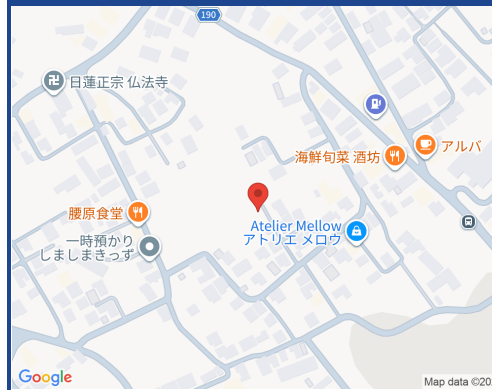 190
日蓮正宗 仏法寺
アルバ
海鮮旬菜 酒坊
腰原食堂
Atelier Mellow
アトリエ メロウ
一時預かり
しましまきっず
Google
Map data ©20